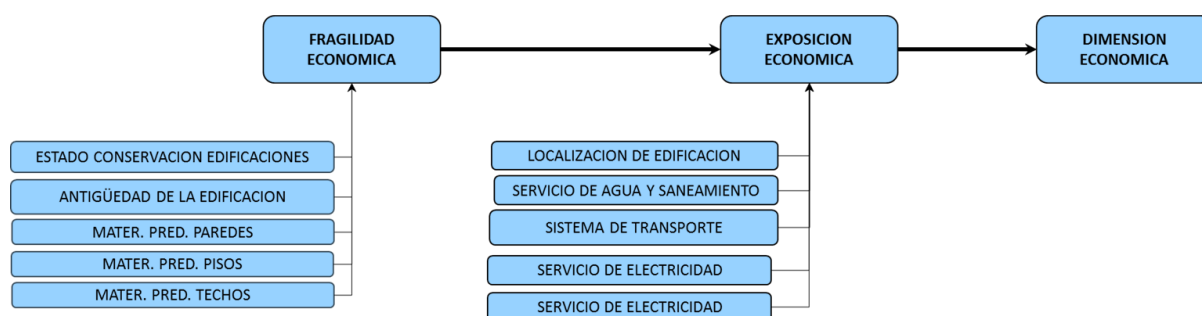 FRAGILIDAD
ECONOMICA
EXPOSICION
ECONOMICA
DIMENSION
ECONOMICA
ESTADO CONSERVACION EDIFICACIONES
ANTIGÜEDAD DE LA EDIFICACION
MATER. PRED. PAREDES
MATER. PRED. PISOS
MATER. PRED. TECHOS
LOCALIZACION DE EDIFICACION
SERVICIO DE AGUA Y SANEAMIENTO
SISTEMA DE TRANSPORTE
SERVICIO DE ELECTRICIDAD
SERVICIO DE ELECTRICIDAD